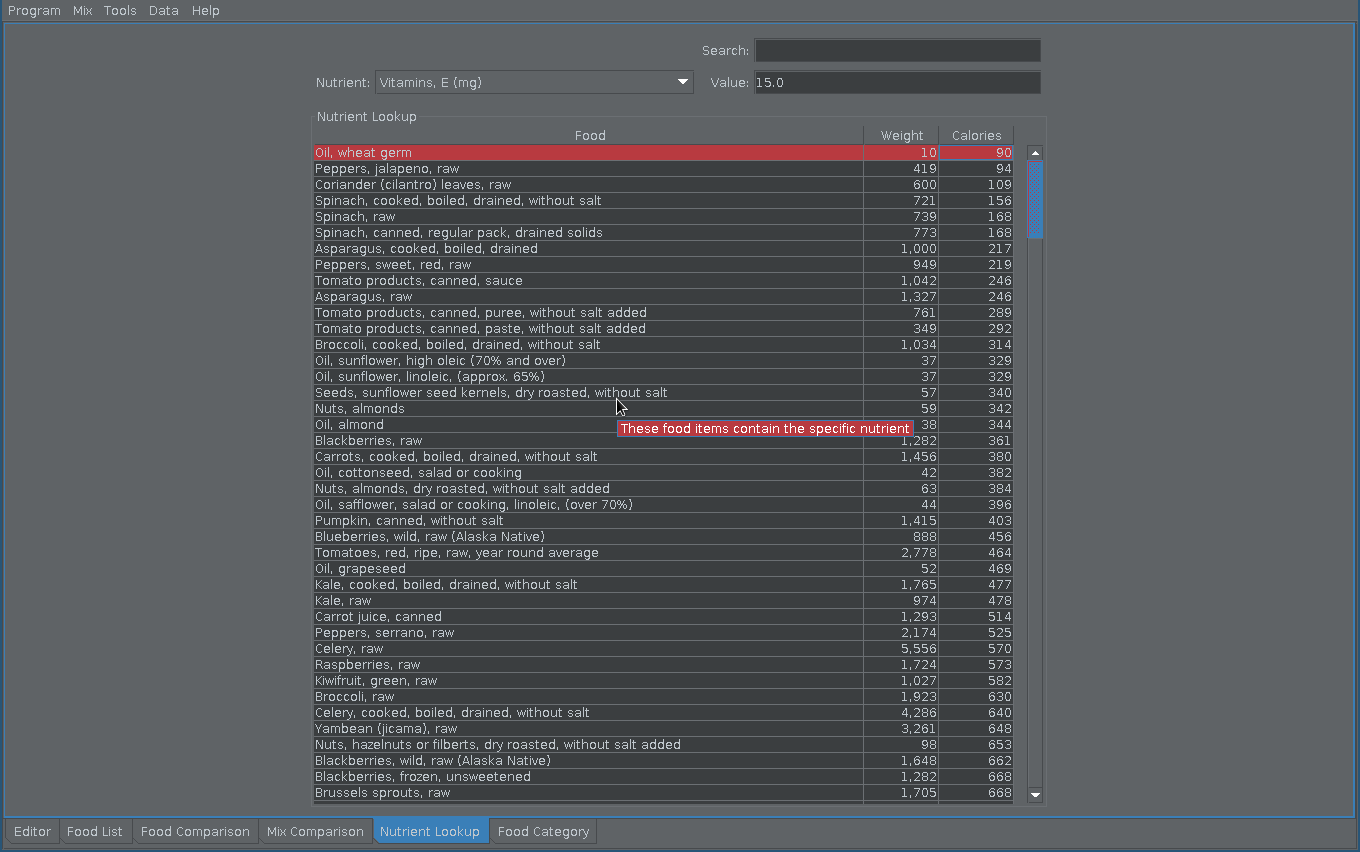 Program Mix Tools Data Help
Search:
Nutrient: Vitamins, E (mg) Value: 15.0
Nutrient Lookup
Food Weight Calories
Oil, wheat germ 10 90
Peppers, jalapeno, raw 419 94
Coriander (cilantro) leaves, raw 600 109
Spinach, cooked, boiled, drained, without salt 721 156
Spinach, raw 739 168
Spinach, canned, regular pack, drained solids 773 168
Asparagus, cooked, boiled, drained 1,000 217
Peppers, sweet, red, raw 949 219
Tomato products, canned, sauce 1,042 246
Asparagus, raw 1,327 246
Tomato products, canned, puree, without salt added 761 289
Tomato products, canned, paste, without salt added 349 292
Broccoli, cooked, boiled, drained, without salt 1,034 314
Oil, sunflower, high oleic (70% and over) 37 329
Oil, sunflower, linoleic, (approx. 65%) 37 329
Seeds, sunflower seed kernels, dry roasted, without salt 57 340
Nuts, almonds 59 342
Oil, almond 38 344
These food items contain the specific nutrient
Blackberries, raw 1,282 361
Carrots, cooked, boiled, drained, without salt 1,456 380
Oil, cottonseed, salad or cooking 42 382
Nuts, almonds, dry roasted, without salt added 63 384
Oil, safflower, salad or cooking, linoleic, (over 70%) 44 396
Pumpkin, canned, without salt 1,415 403
Blueberries, wild, raw (Alaska Native) 888 456
Tomatoes, red, ripe, raw, year round average 2,778 464
Oil, grapeseed 52 469
Kale, cooked, boiled, drained, without salt 1,765 477
Kale, raw 974 478
Carrot juice, canned 1,293 514
Peppers, serrano, raw 2,174 525
Celery, raw 5,556 570
Raspberries, raw 1,724 573
Kiwifruit, green, raw 1,027 582
Broccoli, raw 1,923 630
Celery, cooked, boiled, drained, without salt 4,286 640
Yambean (jicama), raw 3,261 648
Nuts, hazelnuts or filberts, dry roasted, without salt added 98 653
Blackberries, wild, raw (Alaska Native) 1,648 662
Blackberries, frozen, unsweetened 1,282 668
Brussels sprouts, raw 1,705 668
Editor Food List Food Comparison Mix Comparison Nutrient Lookup Food Category